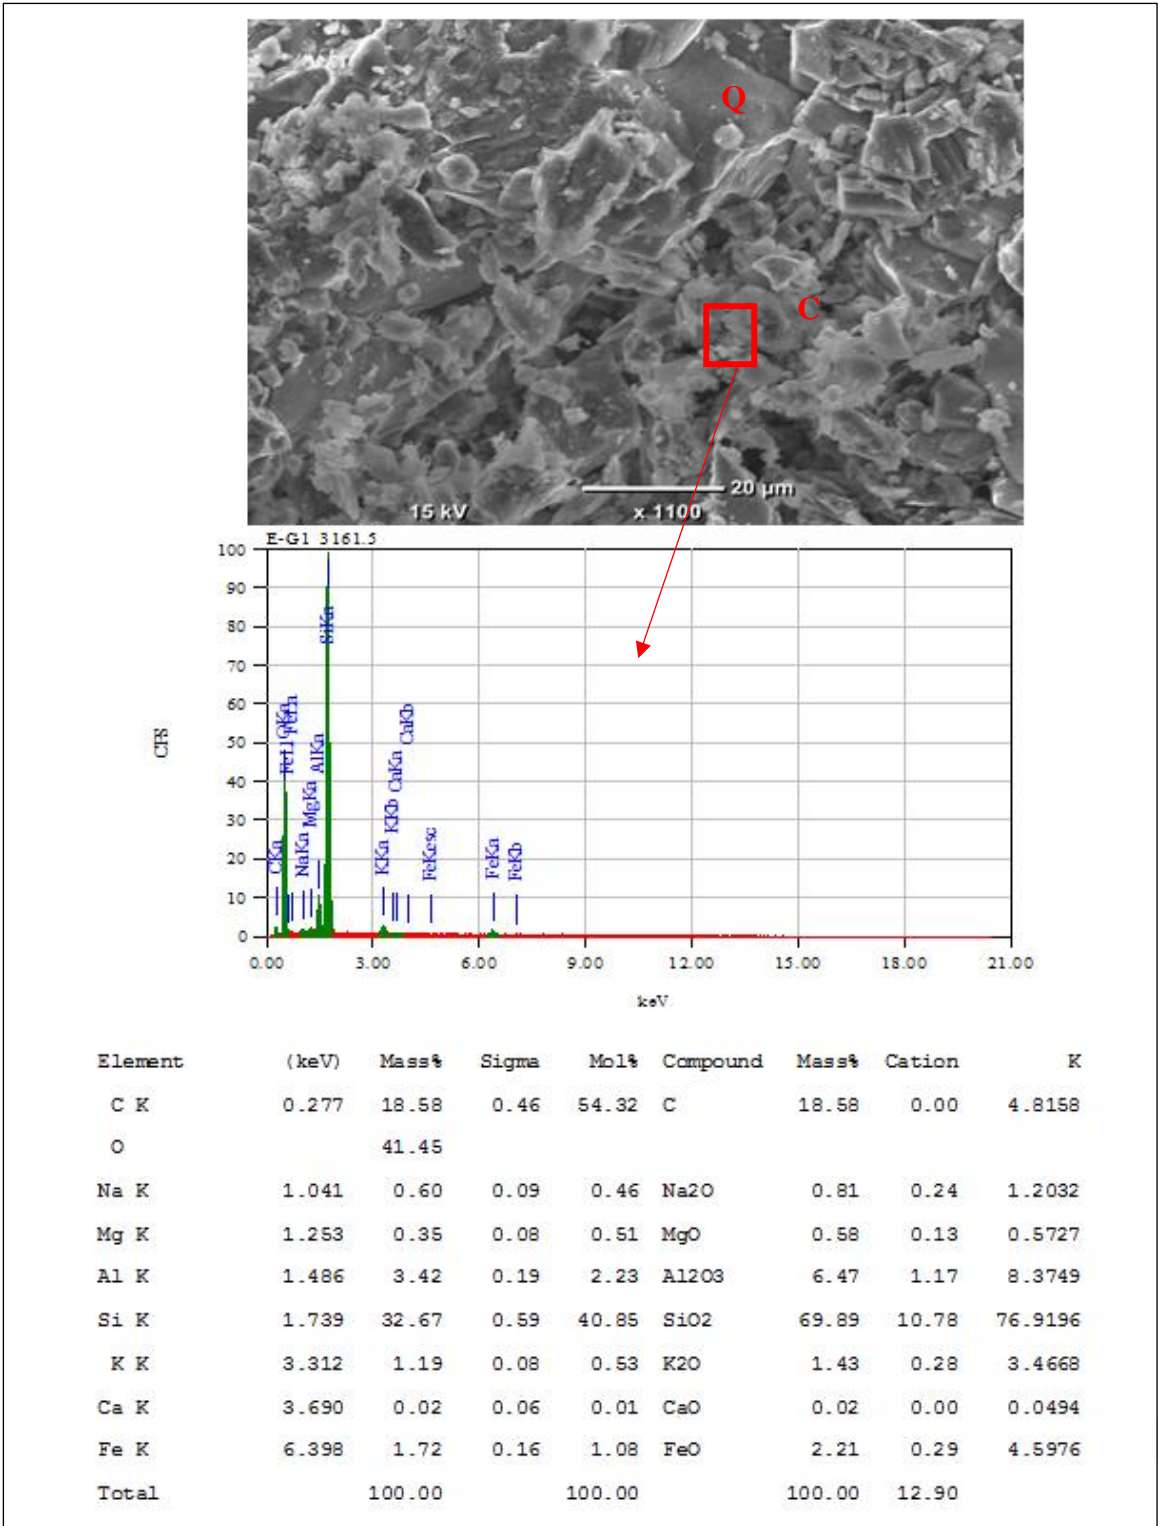 Q
C
20 µm
15 kV x 1100
E-G1 3161.5
100
90
80
70
60
50
40
30
20
10
0
CPS
CKa
FeLl
OKa
FeLa
NaKa
MgKa
AlKa
SiKa
KKa
KKb
CaKa
CaKb
FeKesc
FeKa
FeKb
0.00 3.00 6.00 9.00 12.00 15.00 18.00 21.00
keV
Element (keV) Mass% Sigma Mol% Compound Mass% Cation K
C K 0.277 18.58 0.46 54.32 C 18.58 0.00 4.8158
O 41.45
Na K 1.041 0.60 0.09 0.46 Na2O 0.81 0.24 1.2032
Mg K 1.253 0.35 0.08 0.51 MgO 0.58 0.13 0.5727
Al K 1.486 3.42 0.19 2.23 Al2O3 6.47 1.17 8.3749
Si K 1.739 32.67 0.59 40.85 SiO2 69.89 10.78 76.9196
K K 3.312 1.19 0.08 0.53 K2O 1.43 0.28 3.4668
Ca K 3.690 0.02 0.06 0.01 CaO 0.02 0.00 0.0494
Fe K 6.398 1.72 0.16 1.08 FeO 2.21 0.29 4.5976
Total 100.00 100.00 100.00 12.90